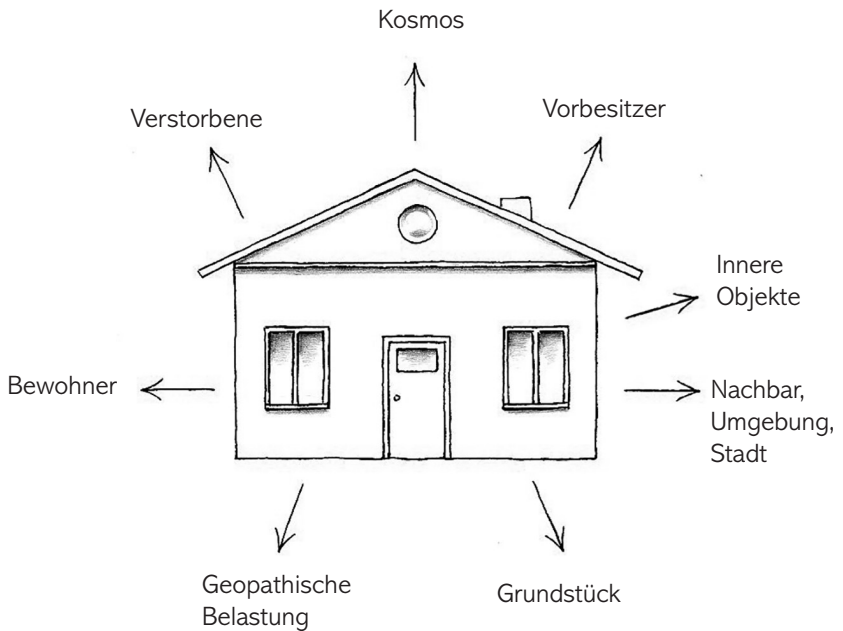 Kosmos
Verstorbene
Vorbesitzer
Innere
Objekte
Bewohner
Nachbar,
Umgebung,
Stadt
Geopathische
Belastung
Grundstück